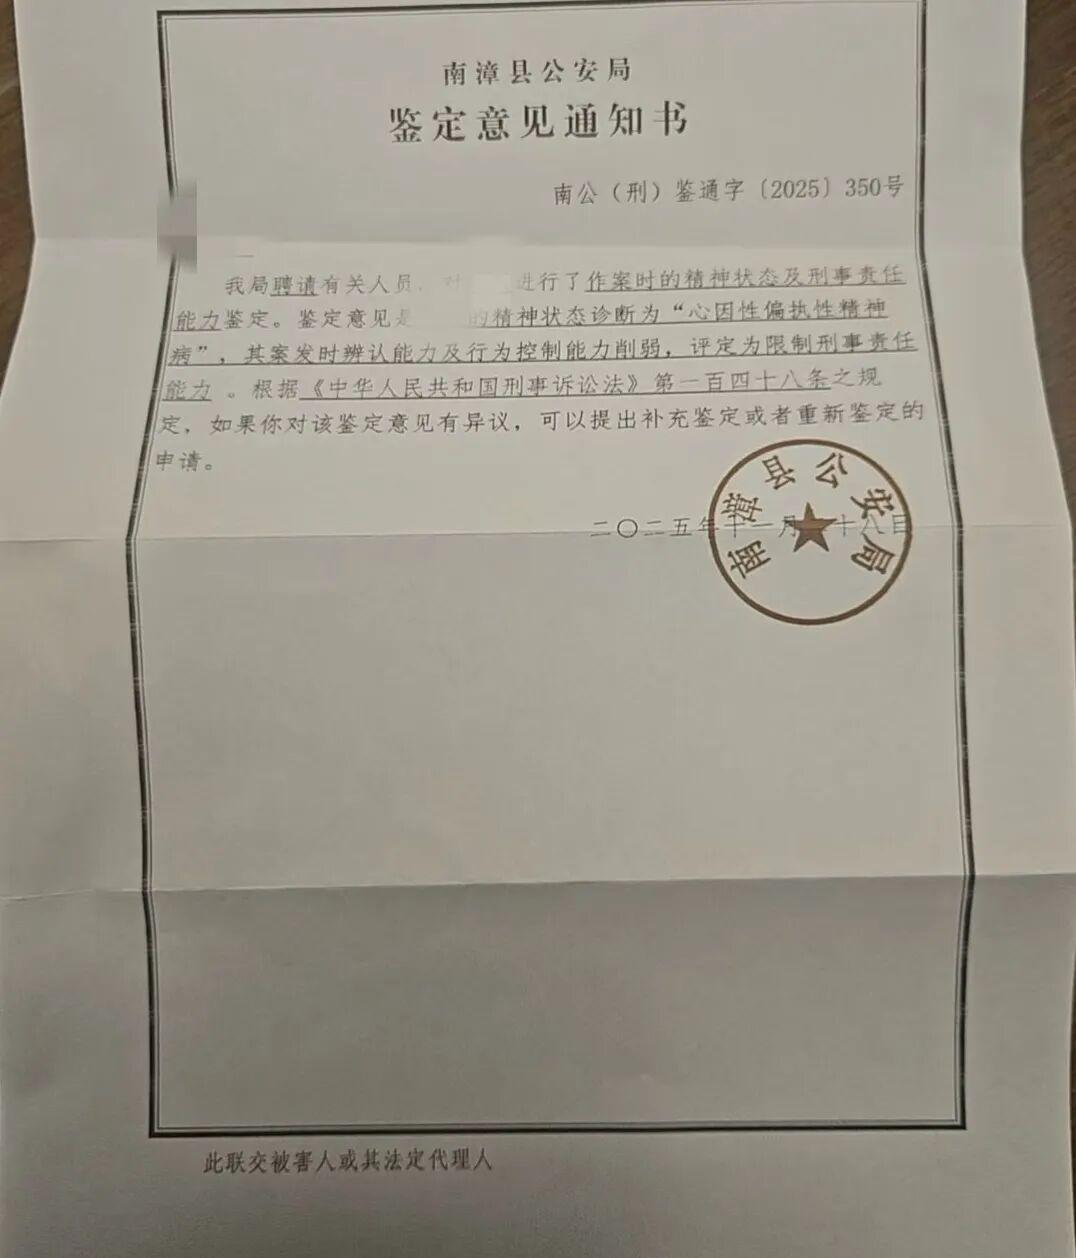 南漳县公安局
鉴定意见通知书
南公（刑）鉴通字〔2025〕350号
我局聘请有关人员，对 进行了作案时的精神状态及刑事责任
能力鉴定。鉴定意见是 的精神状态诊断为“心因性偏执性精神
病”，其案发时辨认能力及行为控制能力削弱，评定为限制刑事责任
能力 。根据《中华人民共和国刑事诉讼法》第一百四十八条之规
定，如果你对该鉴定意见有异议，可以提出补充鉴定或者重新鉴定的
申请。
南漳县公安局
二〇二五年十一月 十八日
此联交被害人或其法定代理人